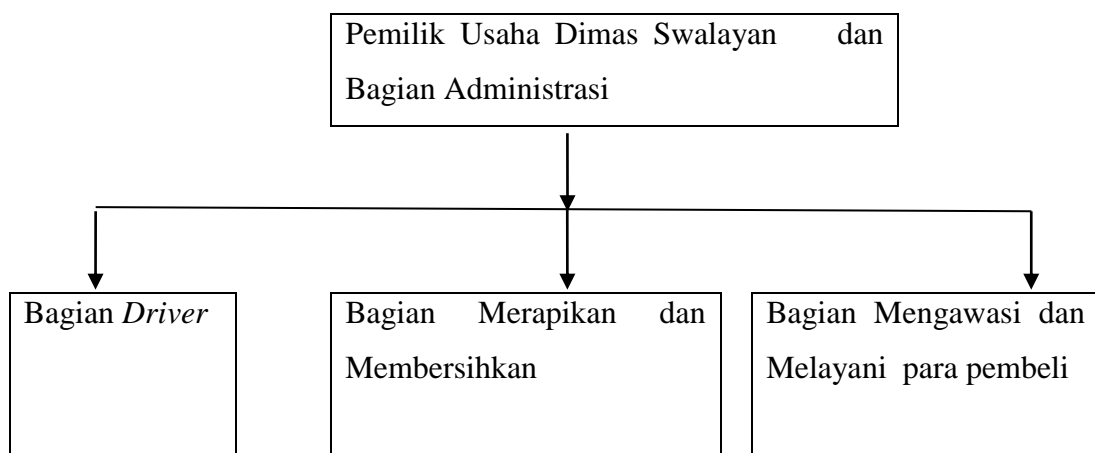 Pemilik Usaha Dimas Swalayan dan
Bagian Administrasi
Bagian Driver
Bagian Merapikan dan
Membersihkan
Bagian Mengawasi dan
Melayani para pembeli